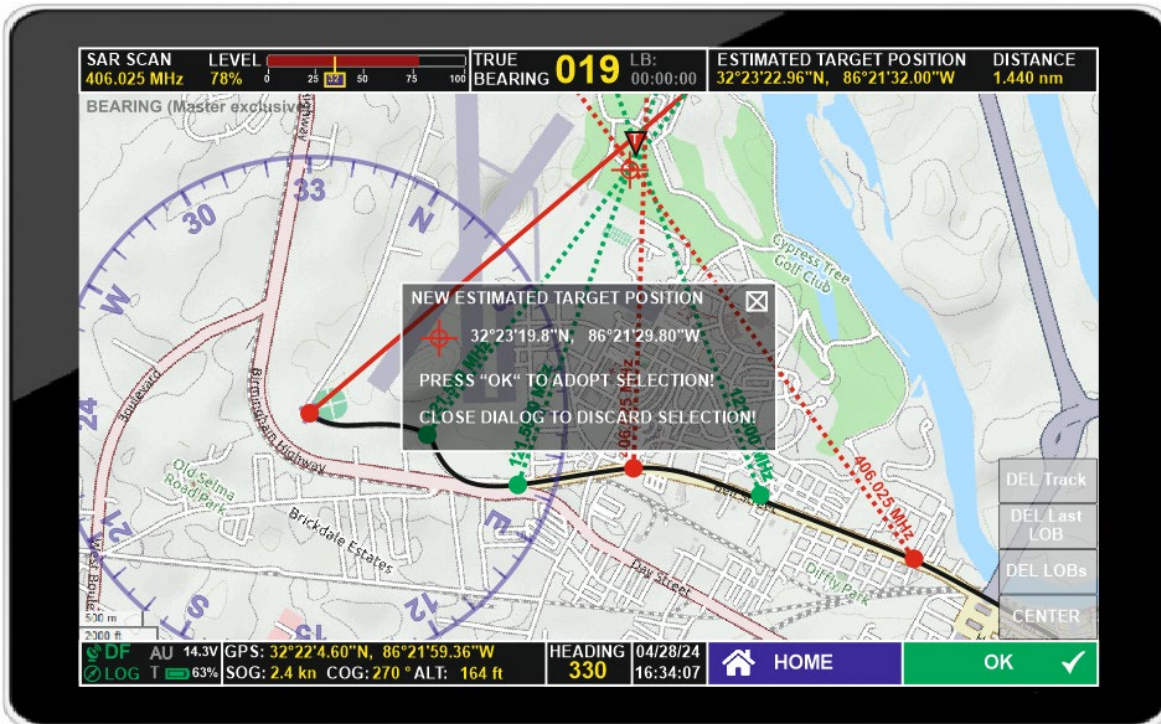 SAR SCAN
406.025 MHz
LEVEL
78%
0 25 32 50 75 100
TRUE
BEARING 019
LB:
00:00:00
ESTIMATED TARGET POSITION
32°23'22.96"N, 86°21'32.00"W
DISTANCE
1.440 nm
BEARING (Master exclusive)
33
30
N
W
24
21
S
15
12
E
Cypress Tree
Golf Club
NEW ESTIMATED TARGET POSITION
32°23'19.8"N, 86°21'29.80"W
PRESS "OK" TO ADOPT SELECTION!
CLOSE DIALOG TO DISCARD SELECTION!
Boulevard
Birmingham Highway
Old Selma
Road Park
Brickdale Estates
West Boule
Bell Street
Day Street
Diffly Park
406.025 MHz
DEL Track
DEL Last
LOB
DEL LOBs
CENTER
500 m
2000 ft
DF AU 14.3V
LOG T 63%
GPS: 32°22'4.60"N, 86°21'59.36"W
SOG: 2.4 kn COG: 270 ° ALT: 164 ft
HEADING
330
04/28/24
16:34:07
HOME
OK